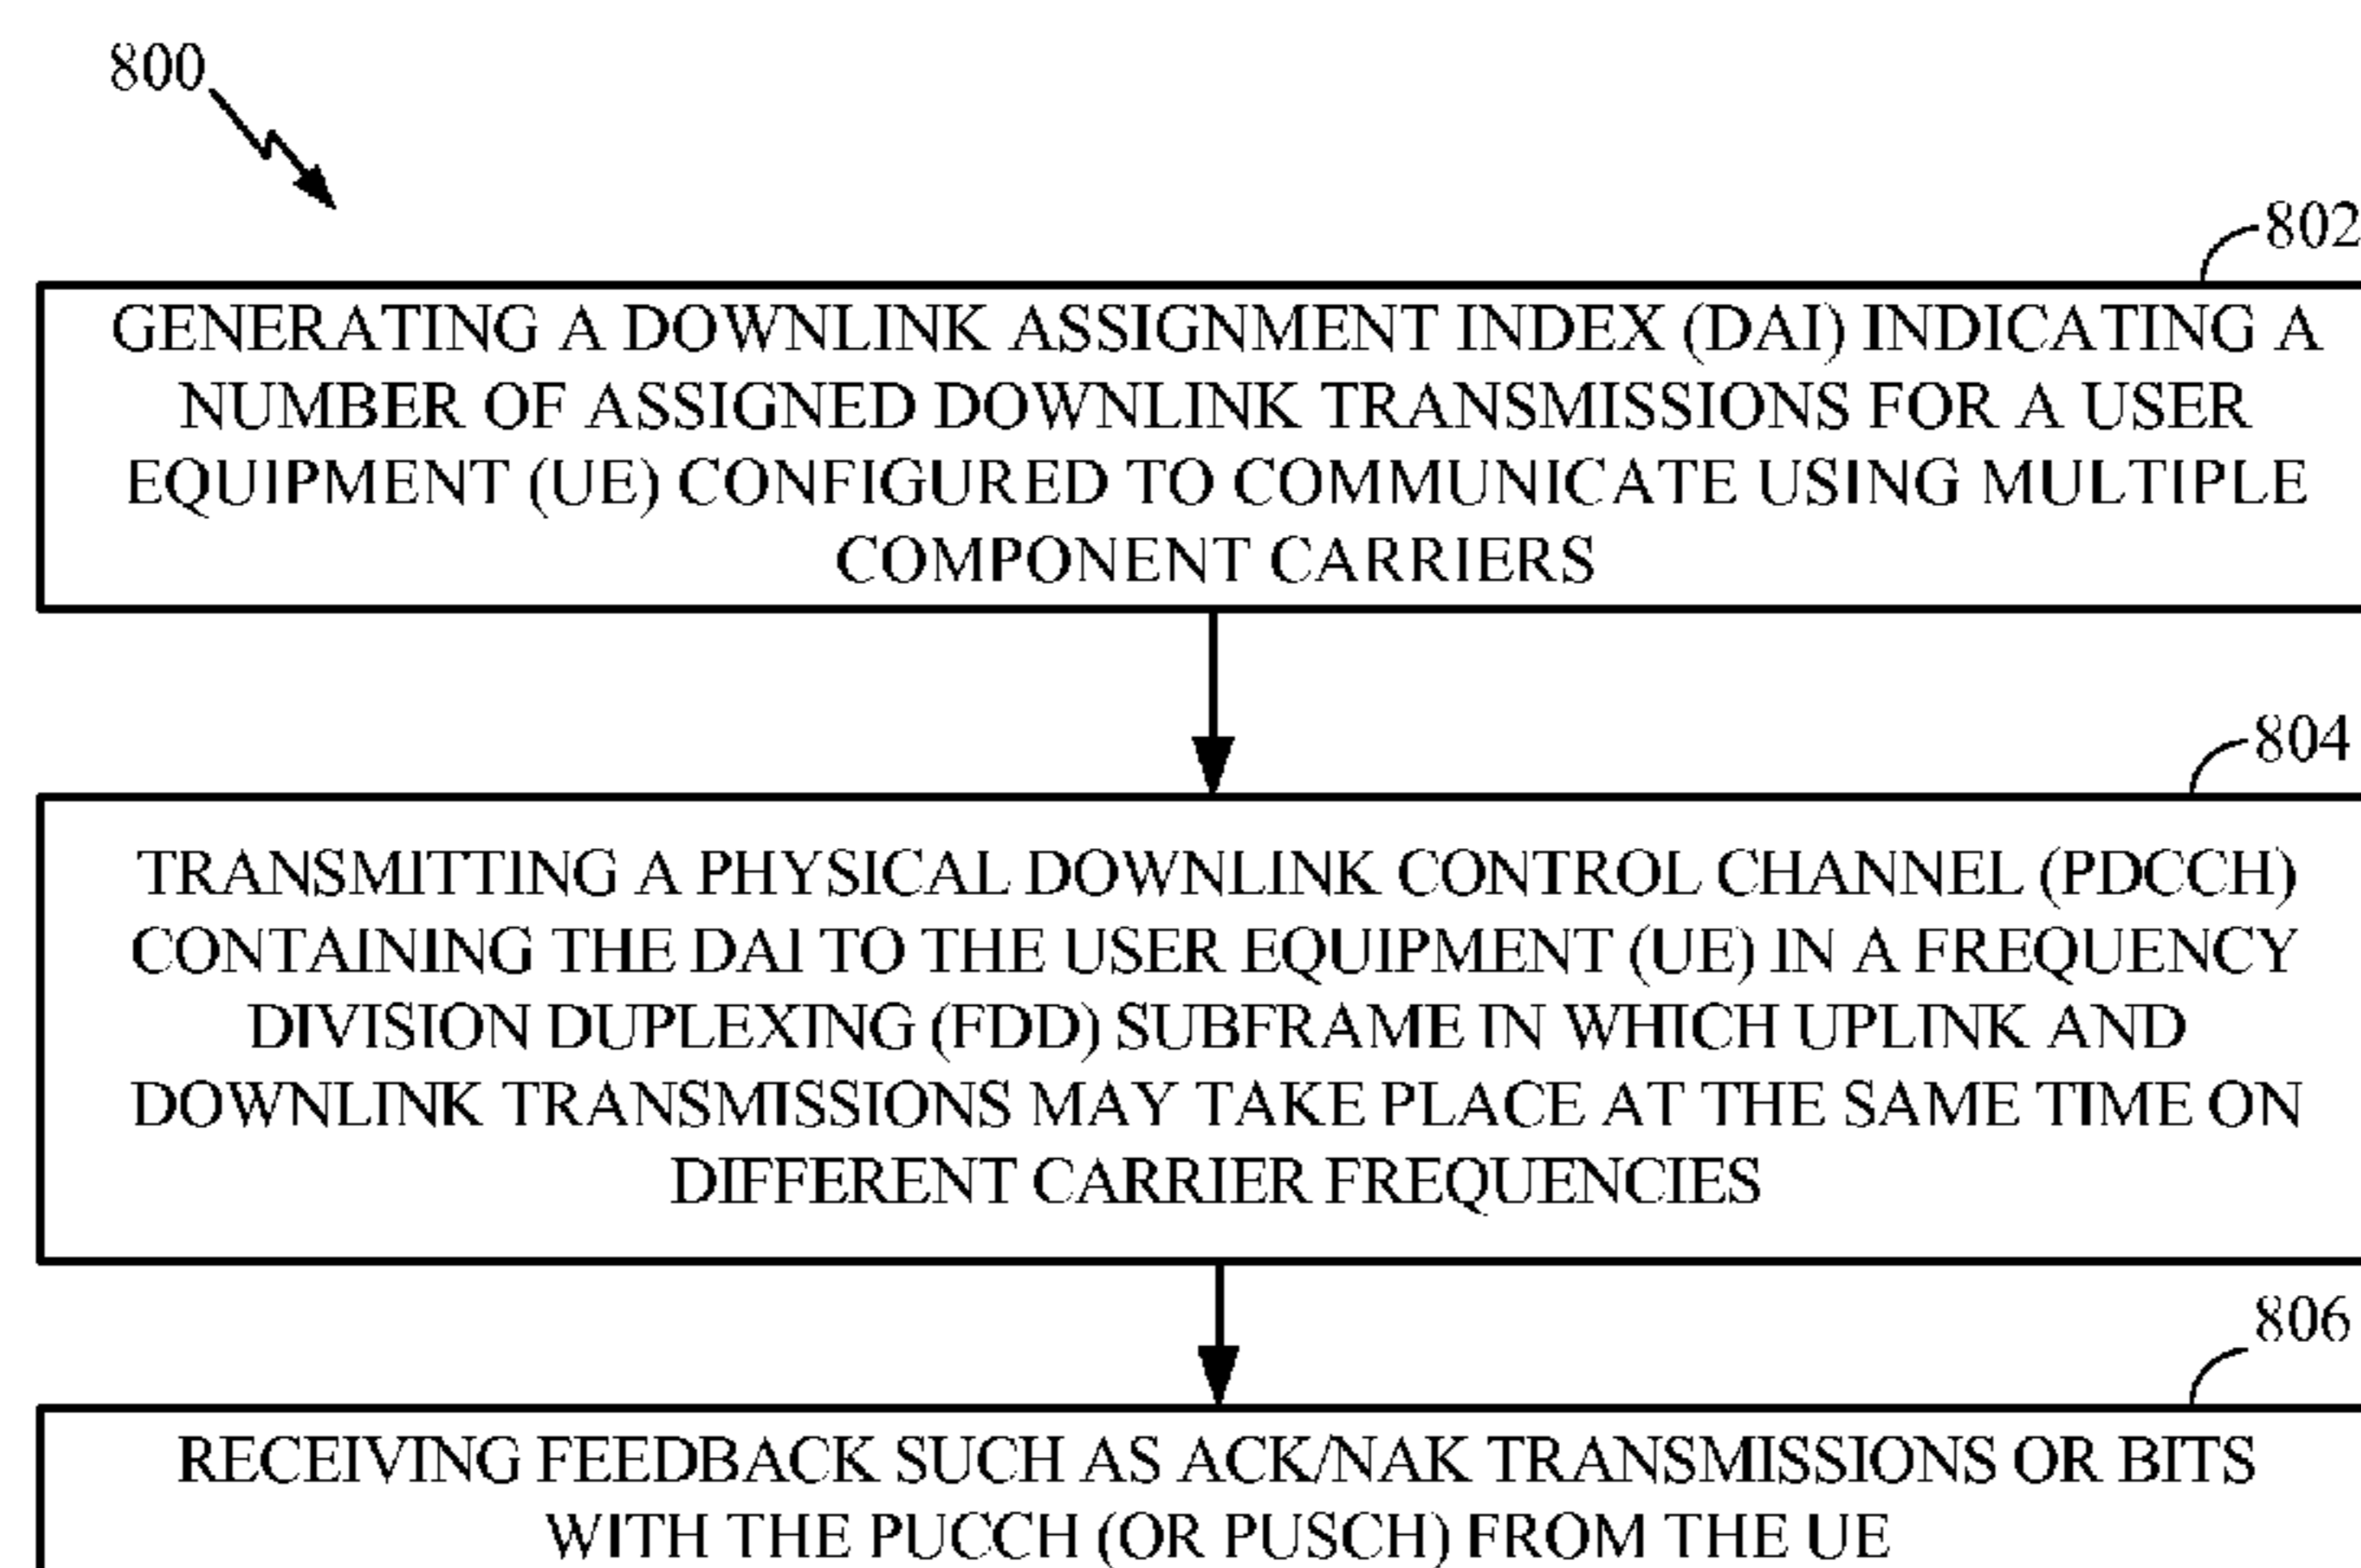 800
802
GENERATING A DOWNLINK ASSIGNMENT INDEX (DAI) INDICATING A
NUMBER OF ASSIGNED DOWNLINK TRANSMISSIONS FOR A USER
EQUIPMENT (UE) CONFIGURED TO COMMUNICATE USING MULTIPLE
COMPONENT CARRIERS
804
TRANSMITTING A PHYSICAL DOWNLINK CONTROL CHANNEL (PDCCH)
CONTAINING THE DAI TO THE USER EQUIPMENT (UE) IN A FREQUENCY
DIVISION DUPLEXING (FDD) SUBFRAME IN WHICH UPLINK AND
DOWNLINK TRANSMISSIONS MAY TAKE PLACE AT THE SAME TIME ON
DIFFERENT CARRIER FREQUENCIES
806
RECEIVING FEEDBACK SUCH AS ACK/NAK TRANSMISSIONS OR BITS
WITH THE PUCCH (OR PUSCH) FROM THE UE